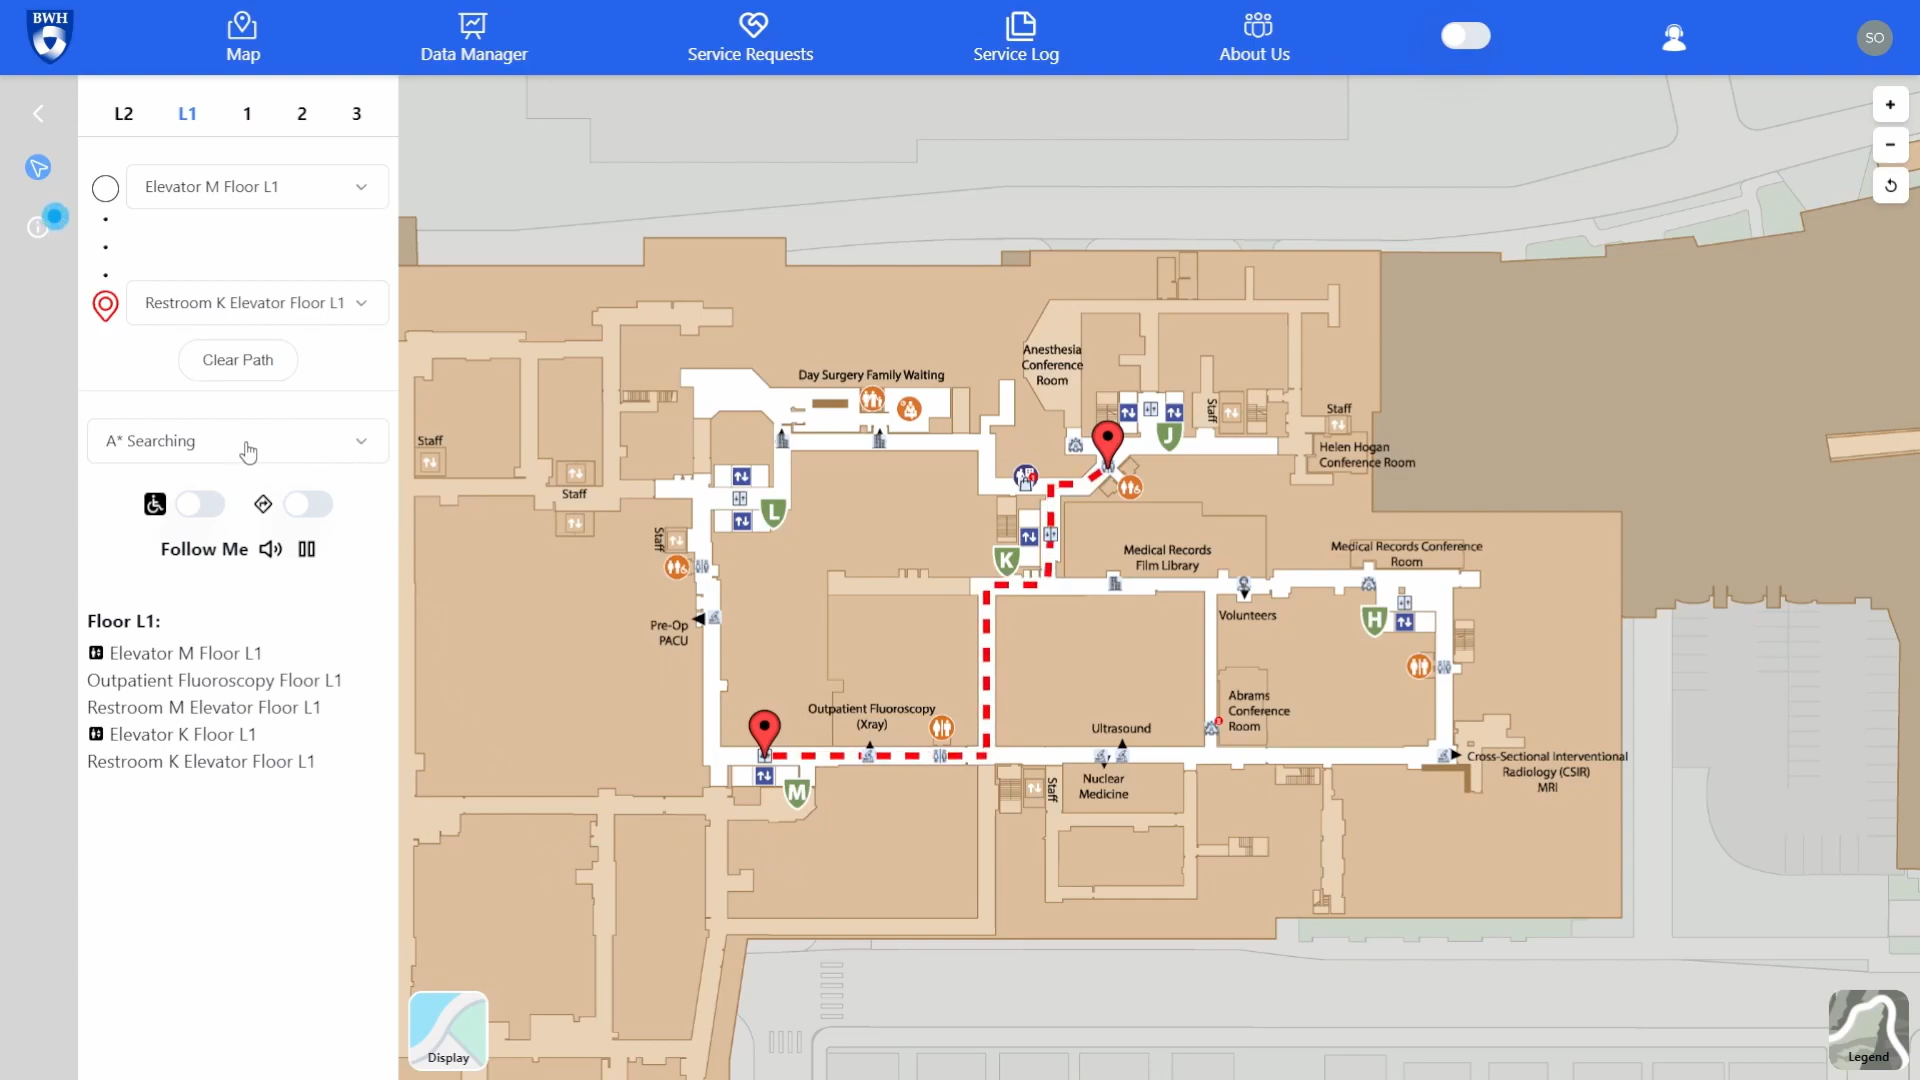 BWH
Map
Data Manager
Service Requests
Service Log
About Us
SO
L2 L1 1 2 3
Elevator M Floor L1
Restroom K Elevator Floor L1
Clear Path
A* Searching
Follow Me
Floor L1:
Elevator M Floor L1
Outpatient Fluoroscopy Floor L1
Restroom M Elevator Floor L1
Elevator K Floor L1
Restroom K Elevator Floor L1
+
-
Anesthesia
Conference
Room
Day Surgery Family Waiting
Staff
Staff
Staff
J
Helen Hogan
Conference Room
Staff
L
Staff
K
Medical Records
Film Library
Medical Records Conference
Room
Volunteers
H
Pre-Op
PACU
Outpatient Fluoroscopy
(Xray)
Abrams
Conference
Room
Ultrasound
Nuclear
Medicine
Staff
M
Cross-Sectional Interventional
Radiology (CSIR)
MRI
Display
Legend